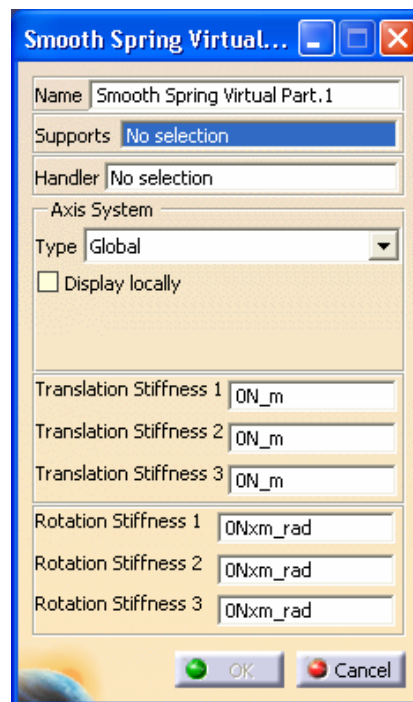 Smooth Spring Virtual...
Name Smooth Spring Virtual Part.1
Supports No selection
Handler No selection
Axis System
Type Global
Display locally
Translation Stiffness 1 0N_m
Translation Stiffness 2 0N_m
Translation Stiffness 3 0N_m
Rotation Stiffness 1 0Nxm_rad
Rotation Stiffness 2 0Nxm_rad
Rotation Stiffness 3 0Nxm_rad
OK Cancel